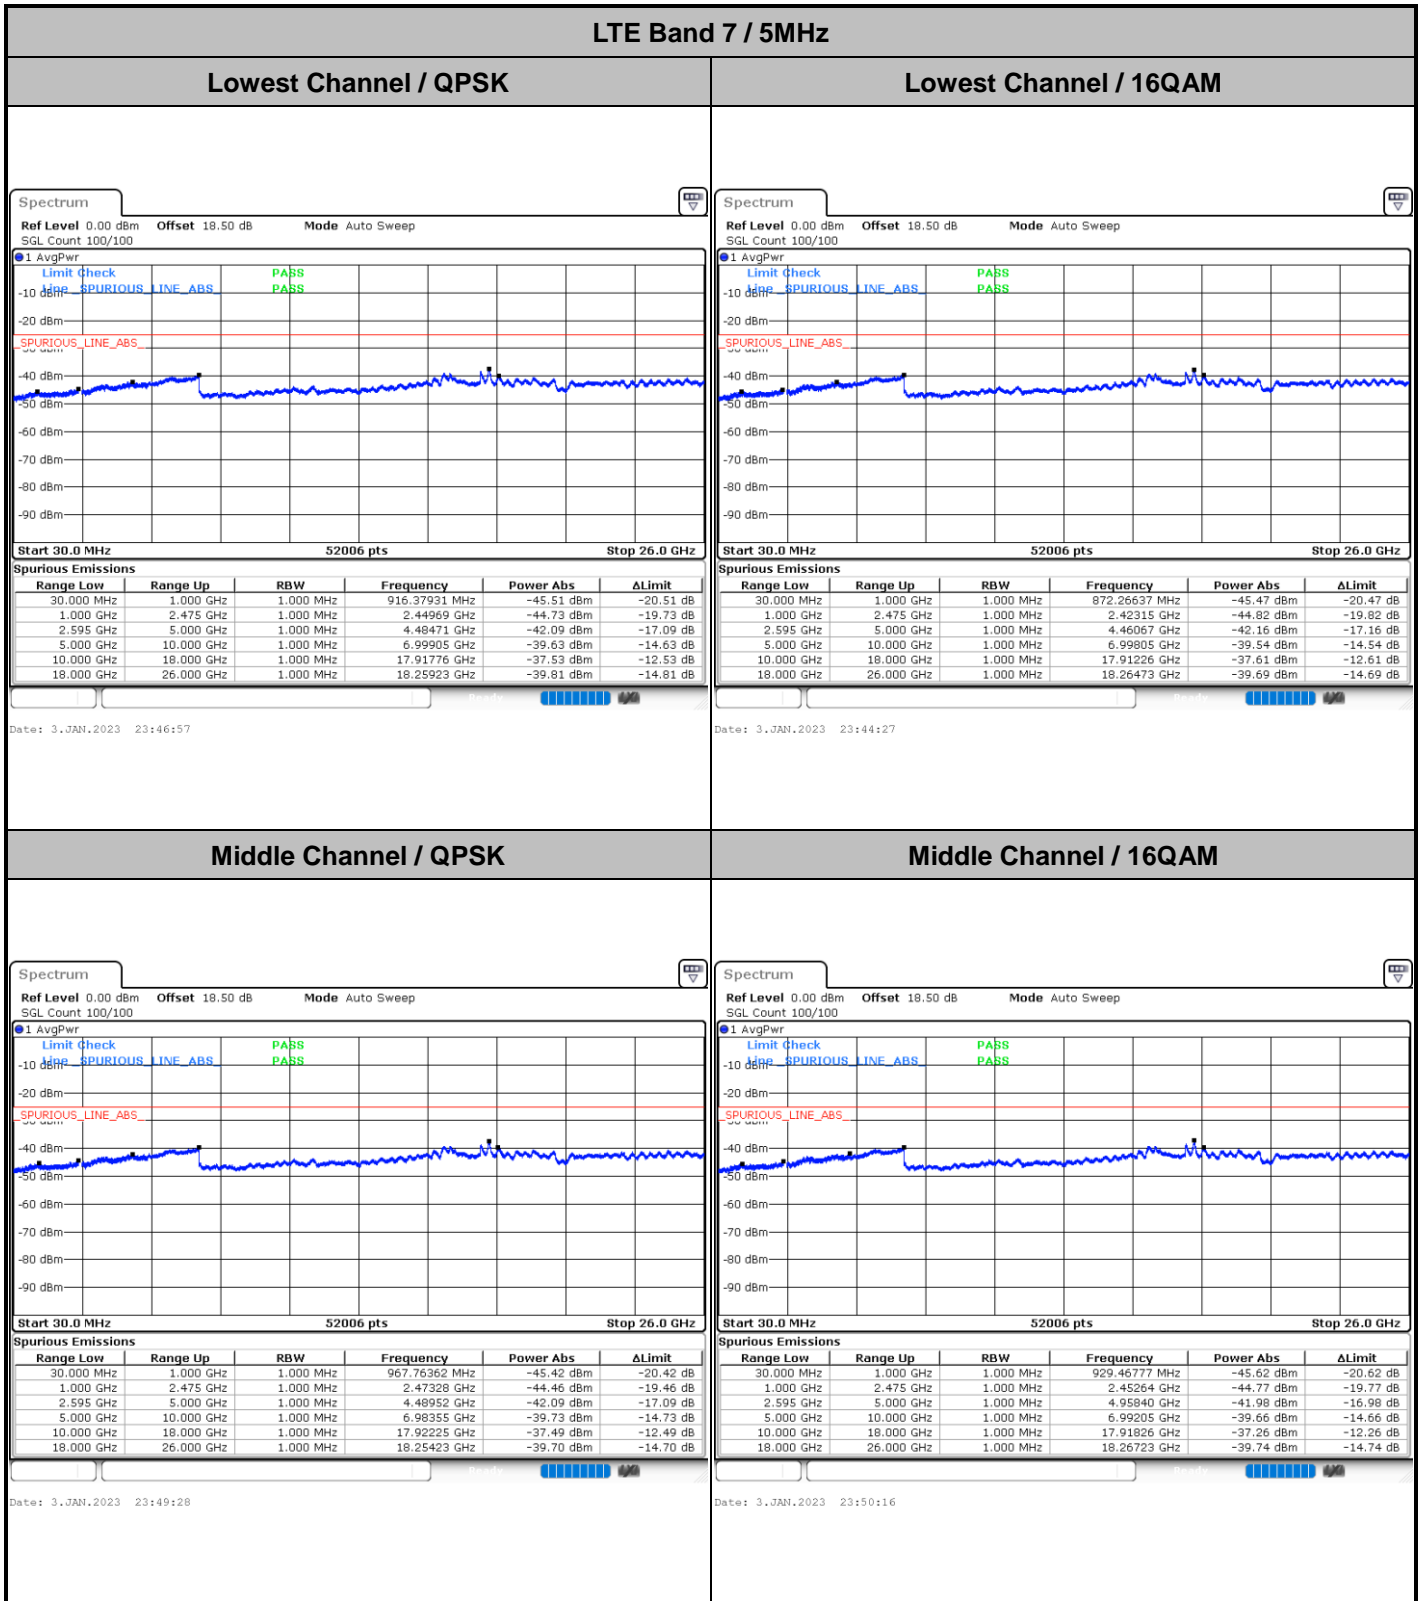 LTE Band 7 / 5MHz
Lowest Channel / QPSK
Lowest Channel / 16QAM
Spectrum
Ref Level 0.00 dBm Offset 18.50 dB Mode Auto Sweep
SGL Count 100/100
1 AvgPwr
Limit Check PASS
Line _SPURIOUS_LINE_ABS_ PASS
-10 dBm
-20 dBm
_SPURIOUS_LINE_ABS_
-30 dBm
-40 dBm
-50 dBm
-60 dBm
-70 dBm
-80 dBm
-90 dBm
Start 30.0 MHz 52006 pts Stop 26.0 GHz
Spurious Emissions
Range Low Range Up RBW Frequency Power Abs ΔLimit
30.000 MHz 1.000 GHz 1.000 MHz 916.37931 MHz -45.51 dBm -20.51 dB
1.000 GHz 2.475 GHz 1.000 MHz 2.44969 GHz -44.73 dBm -19.73 dB
2.595 GHz 5.000 GHz 1.000 MHz 4.48471 GHz -42.09 dBm -17.09 dB
5.000 GHz 10.000 GHz 1.000 MHz 6.99905 GHz -39.63 dBm -14.63 dB
10.000 GHz 18.000 GHz 1.000 MHz 17.91776 GHz -37.53 dBm -12.53 dB
18.000 GHz 26.000 GHz 1.000 MHz 18.25923 GHz -39.81 dBm -14.81 dB
Ready
Date: 3.JAN.2023 23:46:57
Spectrum
Ref Level 0.00 dBm Offset 18.50 dB Mode Auto Sweep
SGL Count 100/100
1 AvgPwr
Limit Check PASS
Line _SPURIOUS_LINE_ABS_ PASS
-10 dBm
-20 dBm
_SPURIOUS_LINE_ABS_
-30 dBm
-40 dBm
-50 dBm
-60 dBm
-70 dBm
-80 dBm
-90 dBm
Start 30.0 MHz 52006 pts Stop 26.0 GHz
Spurious Emissions
Range Low Range Up RBW Frequency Power Abs ΔLimit
30.000 MHz 1.000 GHz 1.000 MHz 872.26637 MHz -45.47 dBm -20.47 dB
1.000 GHz 2.475 GHz 1.000 MHz 2.42315 GHz -44.82 dBm -19.82 dB
2.595 GHz 5.000 GHz 1.000 MHz 4.46067 GHz -42.16 dBm -17.16 dB
5.000 GHz 10.000 GHz 1.000 MHz 6.99805 GHz -39.54 dBm -14.54 dB
10.000 GHz 18.000 GHz 1.000 MHz 17.91226 GHz -37.61 dBm -12.61 dB
18.000 GHz 26.000 GHz 1.000 MHz 18.26473 GHz -39.69 dBm -14.69 dB
Ready
Date: 3.JAN.2023 23:44:27
Middle Channel / QPSK
Middle Channel / 16QAM
Spectrum
Ref Level 0.00 dBm Offset 18.50 dB Mode Auto Sweep
SGL Count 100/100
1 AvgPwr
Limit Check PASS
Line _SPURIOUS_LINE_ABS_ PASS
-10 dBm
-20 dBm
_SPURIOUS_LINE_ABS_
-30 dBm
-40 dBm
-50 dBm
-60 dBm
-70 dBm
-80 dBm
-90 dBm
Start 30.0 MHz 52006 pts Stop 26.0 GHz
Spurious Emissions
Range Low Range Up RBW Frequency Power Abs ΔLimit
30.000 MHz 1.000 GHz 1.000 MHz 967.76362 MHz -45.42 dBm -20.42 dB
1.000 GHz 2.475 GHz 1.000 MHz 2.47328 GHz -44.46 dBm -19.46 dB
2.595 GHz 5.000 GHz 1.000 MHz 4.48952 GHz -42.09 dBm -17.09 dB
5.000 GHz 10.000 GHz 1.000 MHz 6.98355 GHz -39.73 dBm -14.73 dB
10.000 GHz 18.000 GHz 1.000 MHz 17.92225 GHz -37.49 dBm -12.49 dB
18.000 GHz 26.000 GHz 1.000 MHz 18.25423 GHz -39.70 dBm -14.70 dB
Ready
Date: 3.JAN.2023 23:49:28
Spectrum
Ref Level 0.00 dBm Offset 18.50 dB Mode Auto Sweep
SGL Count 100/100
1 AvgPwr
Limit Check PASS
Line _SPURIOUS_LINE_ABS_ PASS
-10 dBm
-20 dBm
_SPURIOUS_LINE_ABS_
-30 dBm
-40 dBm
-50 dBm
-60 dBm
-70 dBm
-80 dBm
-90 dBm
Start 30.0 MHz 52006 pts Stop 26.0 GHz
Spurious Emissions
Range Low Range Up RBW Frequency Power Abs ΔLimit
30.000 MHz 1.000 GHz 1.000 MHz 929.46777 MHz -45.62 dBm -20.62 dB
1.000 GHz 2.475 GHz 1.000 MHz 2.45264 GHz -44.77 dBm -19.77 dB
2.595 GHz 5.000 GHz 1.000 MHz 4.95840 GHz -41.98 dBm -16.98 dB
5.000 GHz 10.000 GHz 1.000 MHz 6.99205 GHz -39.66 dBm -14.66 dB
10.000 GHz 18.000 GHz 1.000 MHz 17.91826 GHz -37.26 dBm -12.26 dB
18.000 GHz 26.000 GHz 1.000 MHz 18.26723 GHz -39.74 dBm -14.74 dB
Ready
Date: 3.JAN.2023 23:50:16